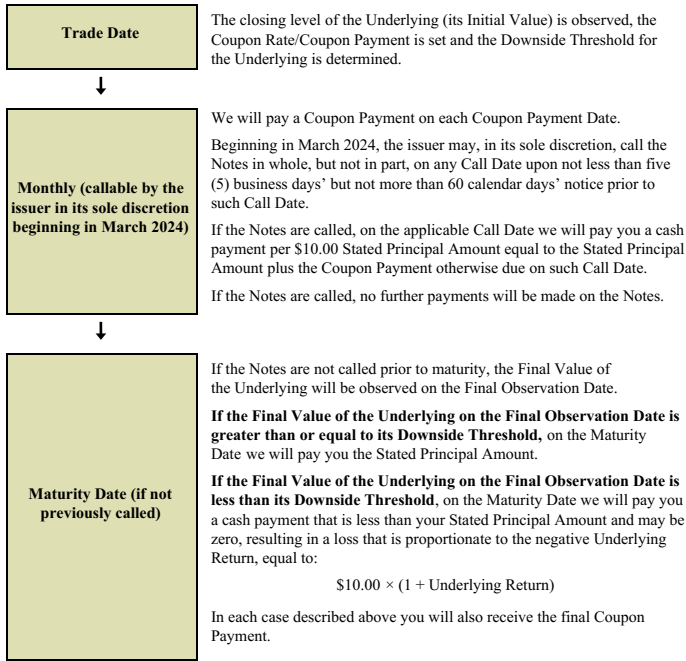 Trade Date
The closing level of the Underlying (its Initial Value) is observed, the
Coupon Rate/Coupon Payment is set and the Downside Threshold for
the Underlying is determined.
Monthly (callable by the
issuer in its sole discretion
beginning in March 2024)
We will pay a Coupon Payment on each Coupon Payment Date.
Beginning in March 2024, the issuer may, in its sole discretion, call the
Notes in whole, but not in part, on any Call Date upon not less than five
(5) business days’ but not more than 60 calendar days’ notice prior to
such Call Date.
If the Notes are called, on the applicable Call Date we will pay you a cash
payment per $10.00 Stated Principal Amount equal to the Stated Principal
Amount plus the Coupon Payment otherwise due on such Call Date.
If the Notes are called, no further payments will be made on the Notes.
Maturity Date (if not
previously called)
If the Notes are not called prior to maturity, the Final Value of
the Underlying will be observed on the Final Observation Date.
If the Final Value of the Underlying on the Final Observation Date is
greater than or equal to its Downside Threshold, on the Maturity
Date we will pay you the Stated Principal Amount.
If the Final Value of the Underlying on the Final Observation Date is
less than its Downside Threshold, on the Maturity Date we will pay you
a cash payment that is less than your Stated Principal Amount and may be
zero, resulting in a loss that is proportionate to the negative Underlying
Return, equal to:
$10.00 × (1 + Underlying Return)
In each case described above you will also receive the final Coupon
Payment.